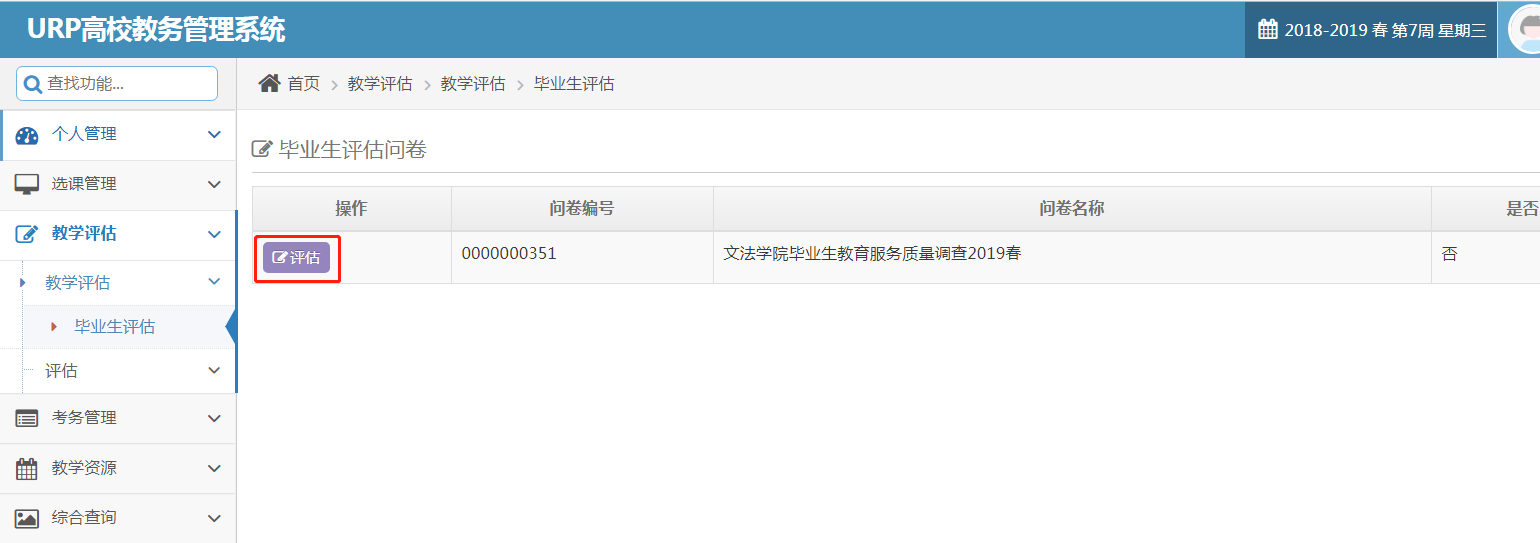 URP高校教务管理系统
2018-2019 春 第7周 星期三
查找功能...
首页 > 教学评估 > 教学评估 > 毕业生评估
个人管理
选课管理
教学评估
教学评估
毕业生评估
评估
考务管理
教学资源
综合查询
毕业生评估问卷
操作 问卷编号 问卷名称 是否
评估 0000000351 文法学院毕业生教育服务质量调查2019春 否